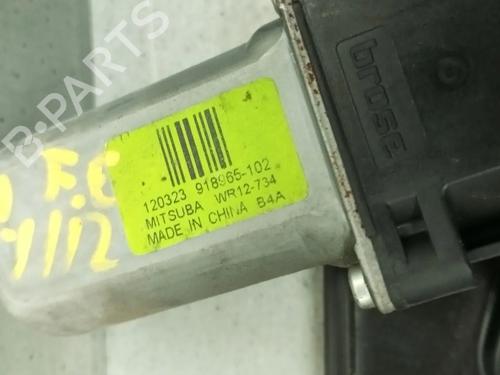 B-PARTS
brose
120323 918965-102
MITSUBA WR12-734
MADE IN CHINA B4A
F.C
1/12